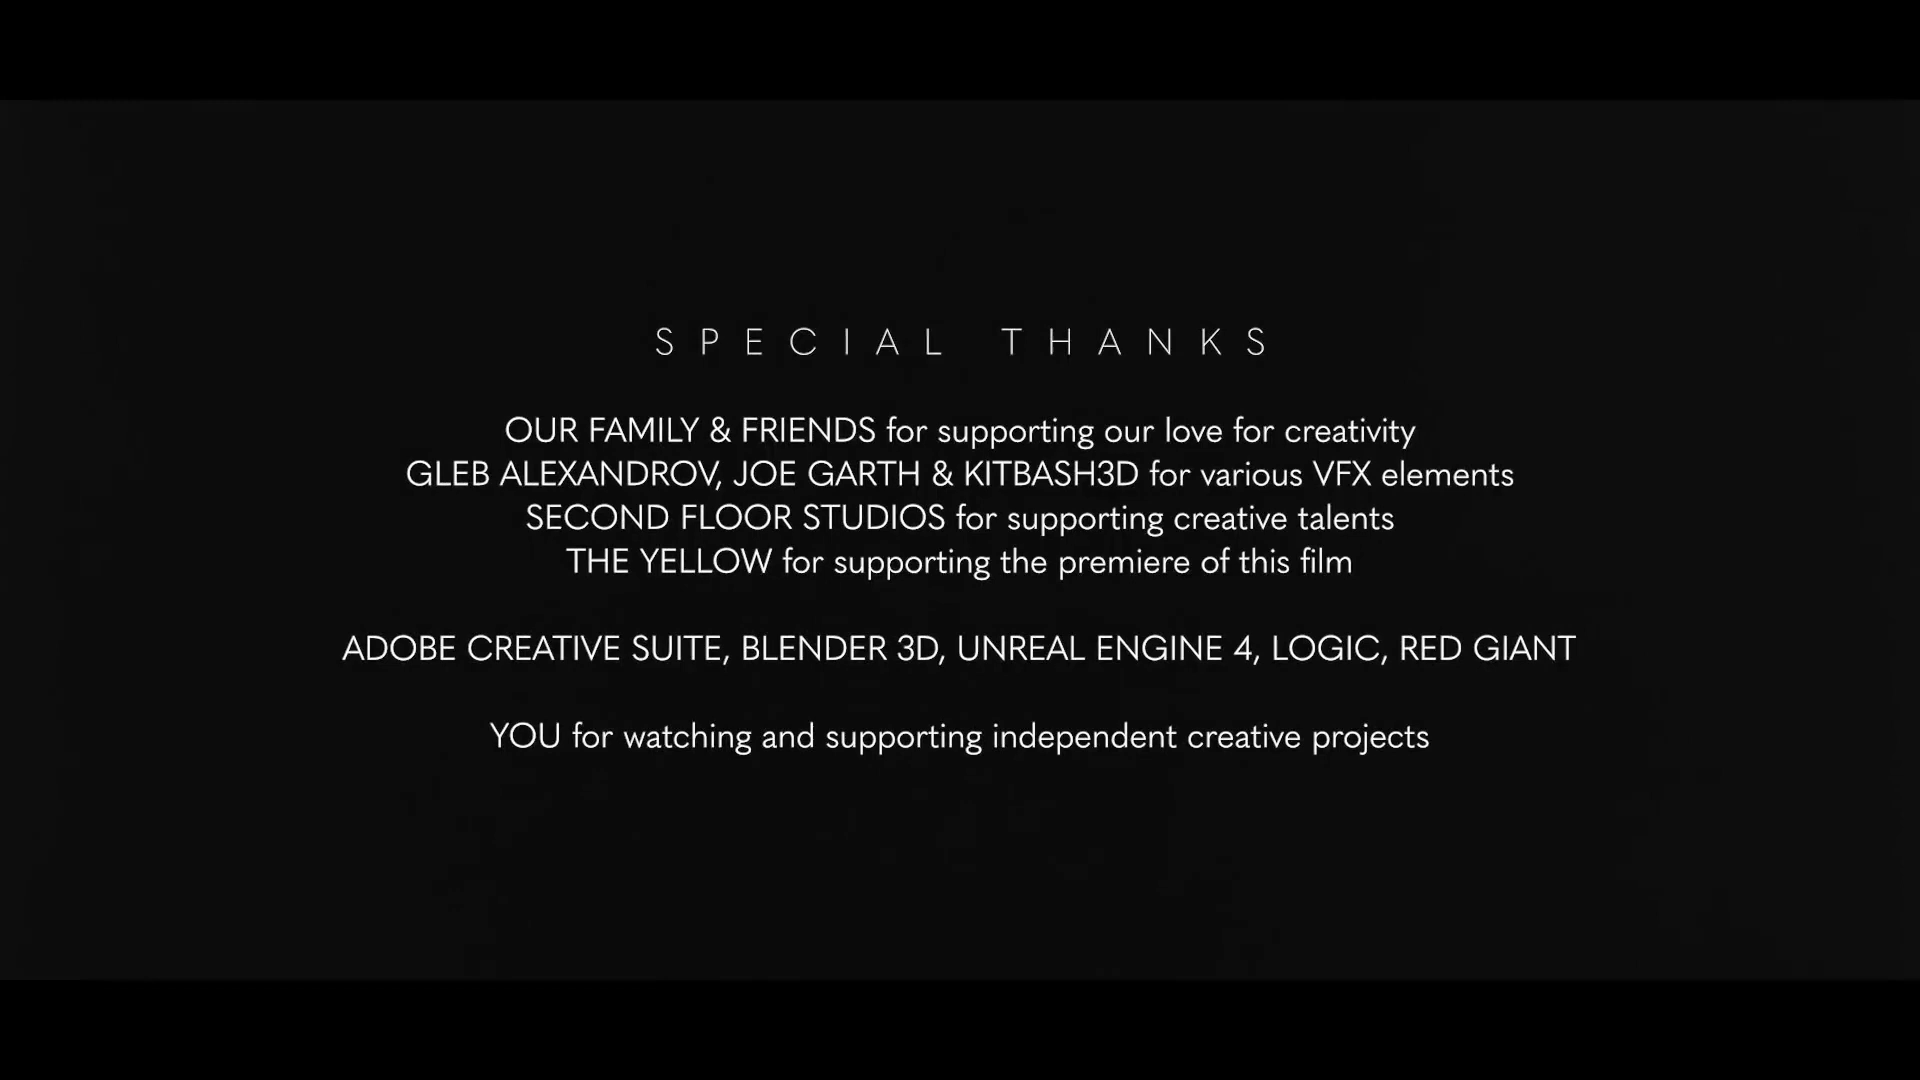 SPECIAL THANKS
OUR FAMILY & FRIENDS for supporting our love for creativity
GLEB ALEXANDROV, JOE GARTH & KITBASH3D for various VFX elements
SECOND FLOOR STUDIOS for supporting creative talents
THE YELLOW for supporting the premiere of this film
ADOBE CREATIVE SUITE, BLENDER 3D, UNREAL ENGINE 4, LOGIC, RED GIANT
YOU for watching and supporting independent creative projects